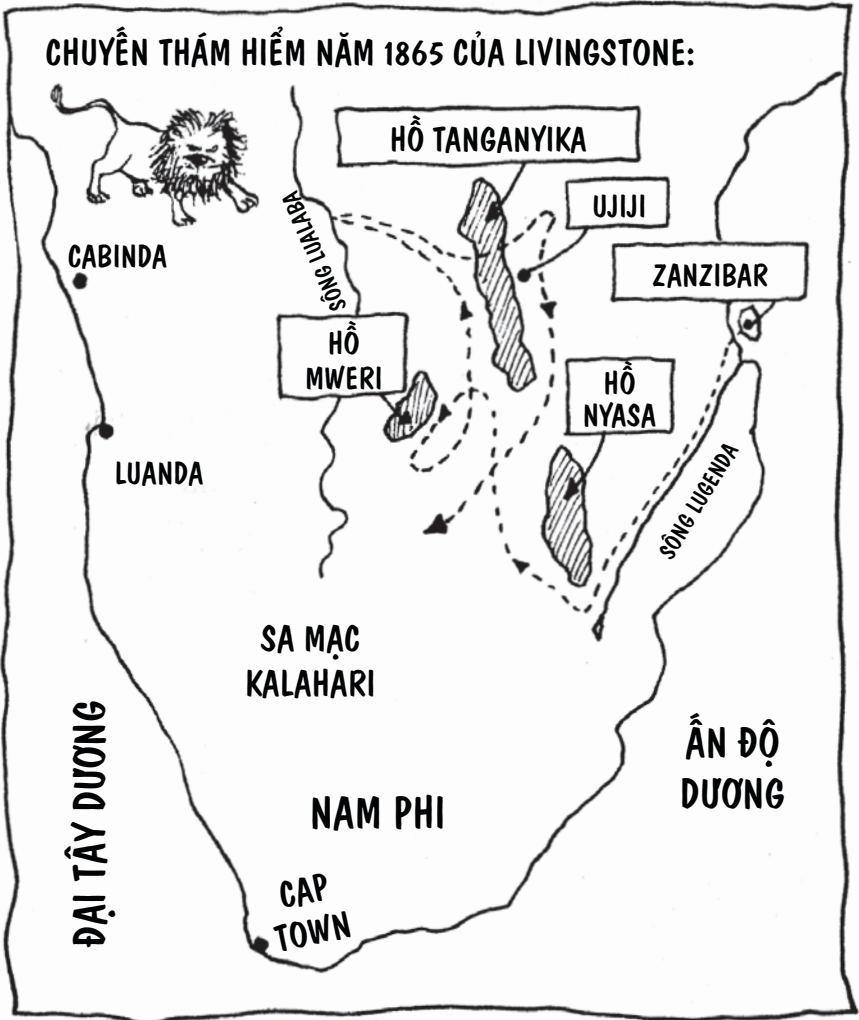 CHUYẾN THÁM HIỂM NĂM 1865 CỦA LIVINGSTONE:
HỒ TANGANYIKA
UJIJI
SÔNG LUALABA
CABINDA
ZANZIBAR
HỒ
MWERI
HỒ
NYASA
LUANDA
SÔNG LUGENDA
SA MẠC
KALAHARI
ĐẠI TÂY DƯƠNG
ẤN ĐỘ
DƯƠNG
NAM PHI
CAP
TOWN